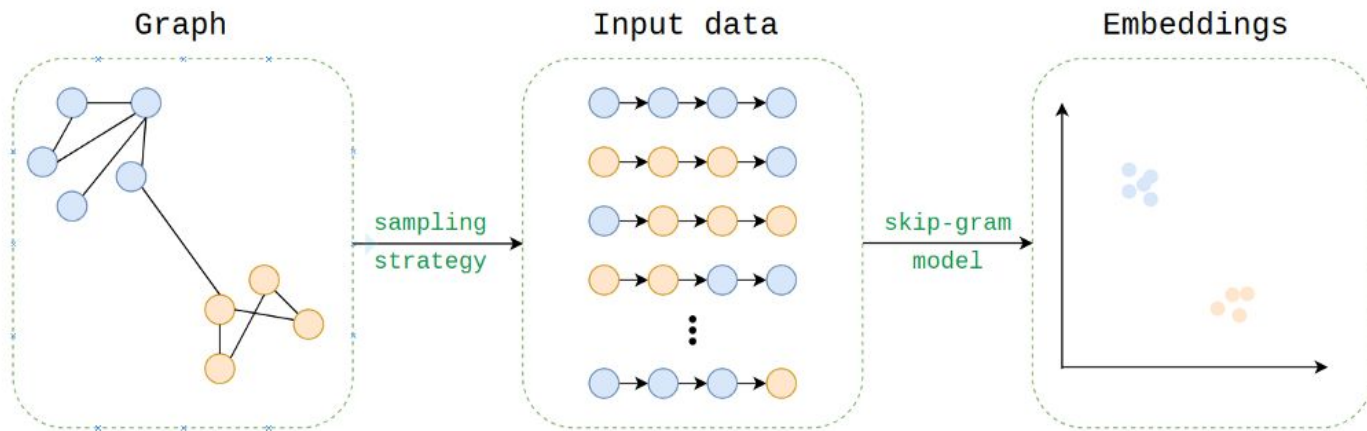 Graph
Input data
Embeddings
sampling
strategy
skip-gram
model